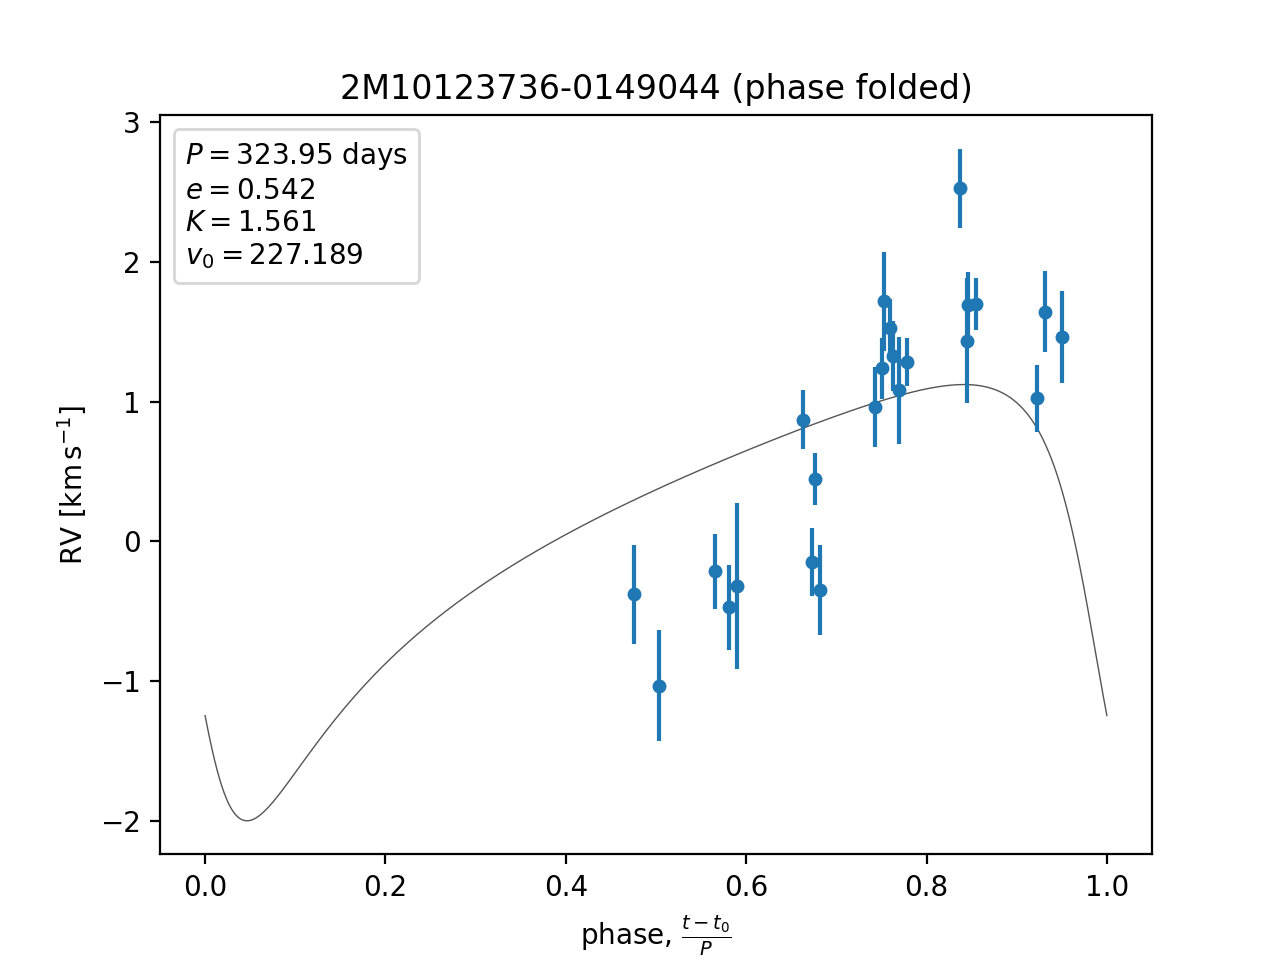 2M10123736-0149044 (phase folded)
P = 323.95 days
e = 0.542
K = 1.561
v₀ = 227.189
3
2
1
0
−1
−2
RV [km s⁻¹]
0.0 0.2 0.4 0.6 0.8 1.0
phase, (t − t₀)/P